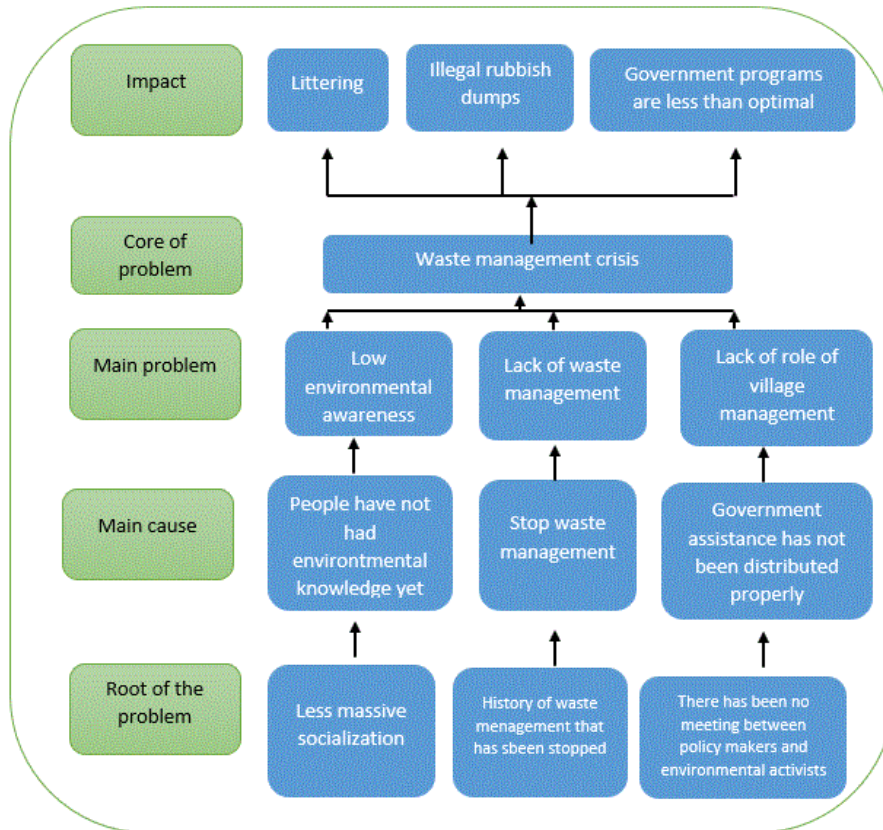 Impact
Littering
Illegal rubbish
dumps
Government programs
are less than optimal
Core of
problem
Waste management crisis
Main problem
Low
environmental
awareness
Lack of waste
management
Lack of role of
village
management
Main cause
People have not
had
environtmental
knowledge yet
Stop waste
management
Government
assistance has not
been distributed
properly
Root of the
problem
Less massive
socialization
History of waste
menagement that
has sbeen stopped
There has been no
meeting between
policy makers and
environmental activists